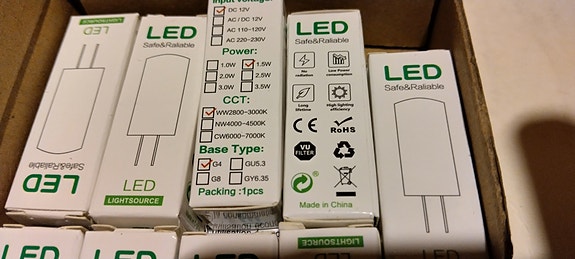 LED
Safe&Raliable
LED
LED
Safe&Raliable
LED
LIGHTSOURCE
Input Voltage:
DC 12V
AC / DC 12V
AC 110-120V
AC 220-230V
Power:
1.0W 1.5W
2.0W 2.5W
3.0W 3.5W
CCT:
WW2800-3000K
NW4000-4500K
CW6000-7000K
Base Type:
G4 GU5.3
G8 GY6.35
Packing :1pcs
LED
Safe&Raliable
No radiation
Low Power consumption
Long lifetime
High lighting efficiency
CE RoHS
VU FILTER
Made in China
LED
Safe&Raliable
LIGHTSOURCE